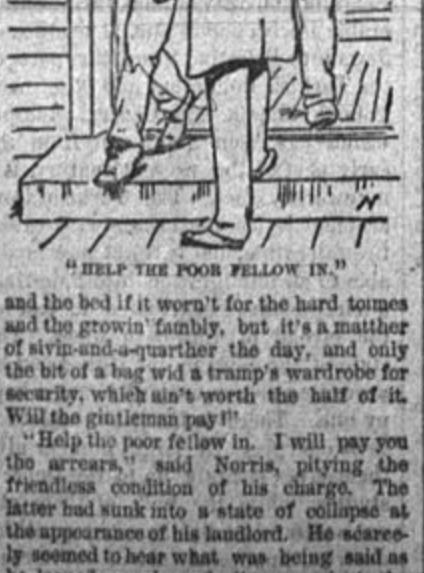 "HELP THE POOR FELLOW IN."
and the bed if it worn't for the hard toimes
and the growin' fambly, but it's a matther
of sivin-and-a-quarther the day, and only
the bit of a bag wid a tramp's wardrobe for
security, which ain't worth the half of it.
Will the gintleman pay?"
"Help the poor fellow in. I will pay you
the arrears," said Norris, pitying the
friendless condition of his charge. The
latter had sunk into a state of collapse at
the appearance of his landlord. He scarce-
ly seemed to hear what was being said as